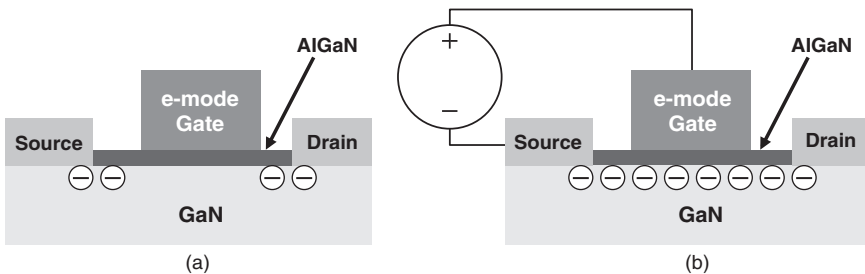 AlGaN
e-mode
Gate
Source
Drain
GaN
(a)
+
−
AlGaN
e-mode
Gate
Source
Drain
GaN
(b)